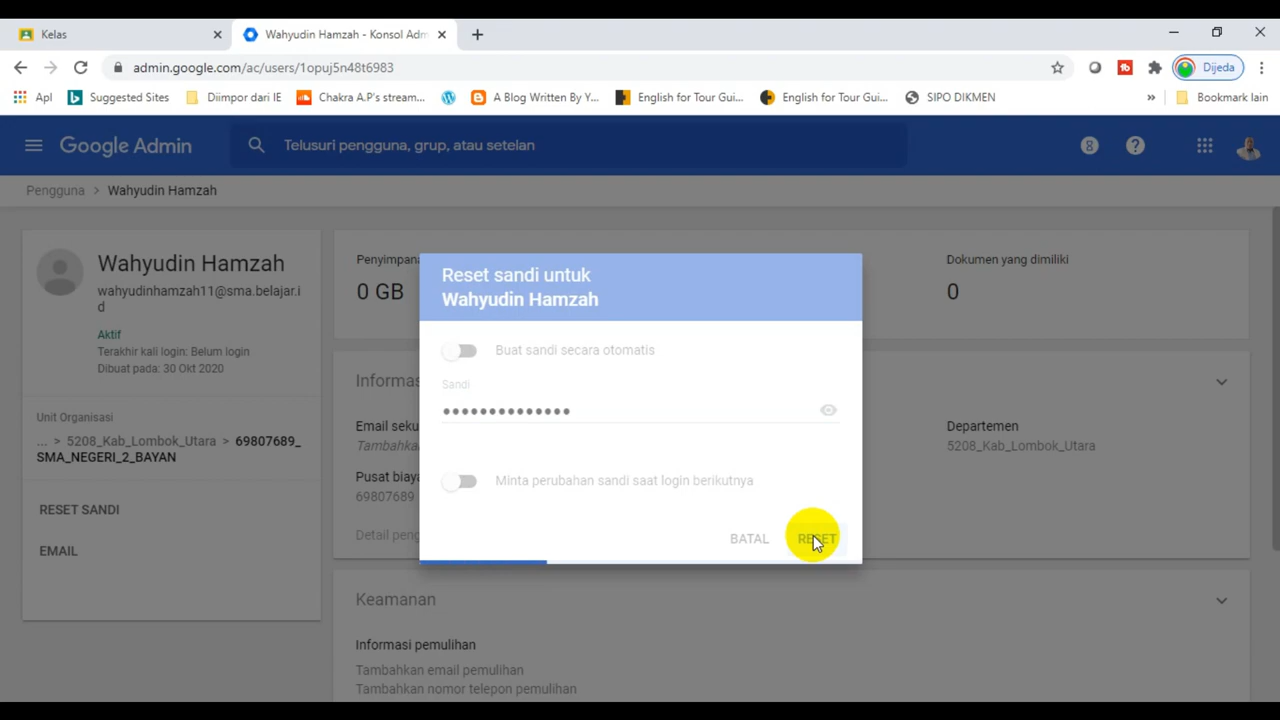 Kelas
Wahyudin Hamzah - Konsol Adm
admin.google.com/ac/users/1opuj5n48t6983
Dijeda
Apl
Suggested Sites
Diimpor dari IE
Chakra A.P's stream...
A Blog Written By Y...
English for Tour Gui...
English for Tour Gui...
SIPO DIKMEN
»
Bookmark lain
Google Admin
Telusuri pengguna, grup, atau setelan
8
Pengguna > Wahyudin Hamzah
Wahyudin Hamzah
wahyudinhamzah11@sma.belajar.i
d
Aktif
Terakhir kali login: Belum login
Dibuat pada: 30 Okt 2020
Unit Organisasi
... > 5208_Kab_Lombok_Utara > 69807689_
SMA_NEGERI_2_BAYAN
RESET SANDI
EMAIL
Penyimpana
0 GB
Dokumen yang dimiliki
0
Informas
Email seku
Tambahkan
Departemen
5208_Kab_Lombok_Utara
Pusat biaya
69807689
Detail peng
Keamanan
Informasi pemulihan
Tambahkan email pemulihan
Tambahkan nomor telepon pemulihan
Reset sandi untuk
Wahyudin Hamzah
Buat sandi secara otomatis
Sandi
••••••••••••••
Minta perubahan sandi saat login berikutnya
BATAL
RESET